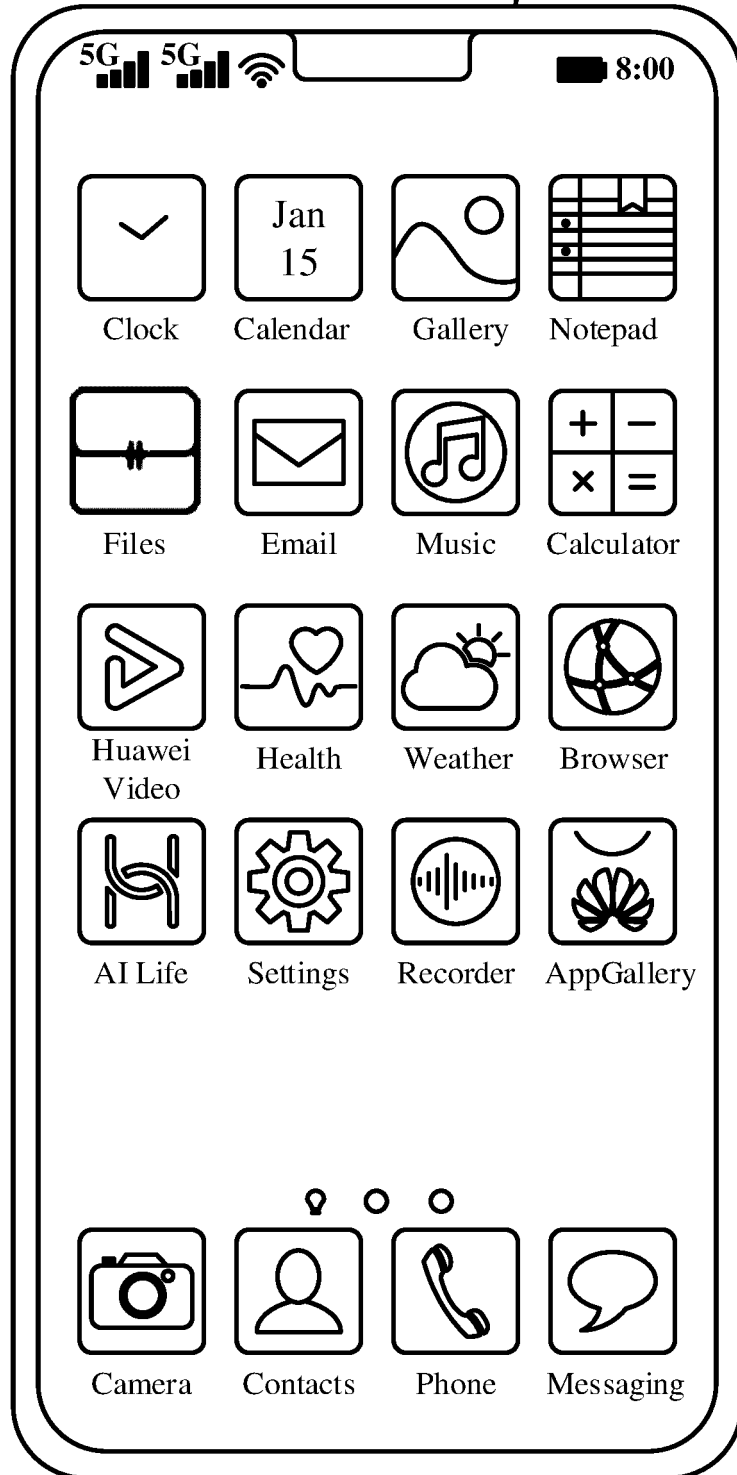 5G 5G 8:00
Jan
15
Clock Calendar Gallery Notepad
Files Email Music Calculator
Huawei
Video Health Weather Browser
AI Life Settings Recorder AppGallery
Camera Contacts Phone Messaging